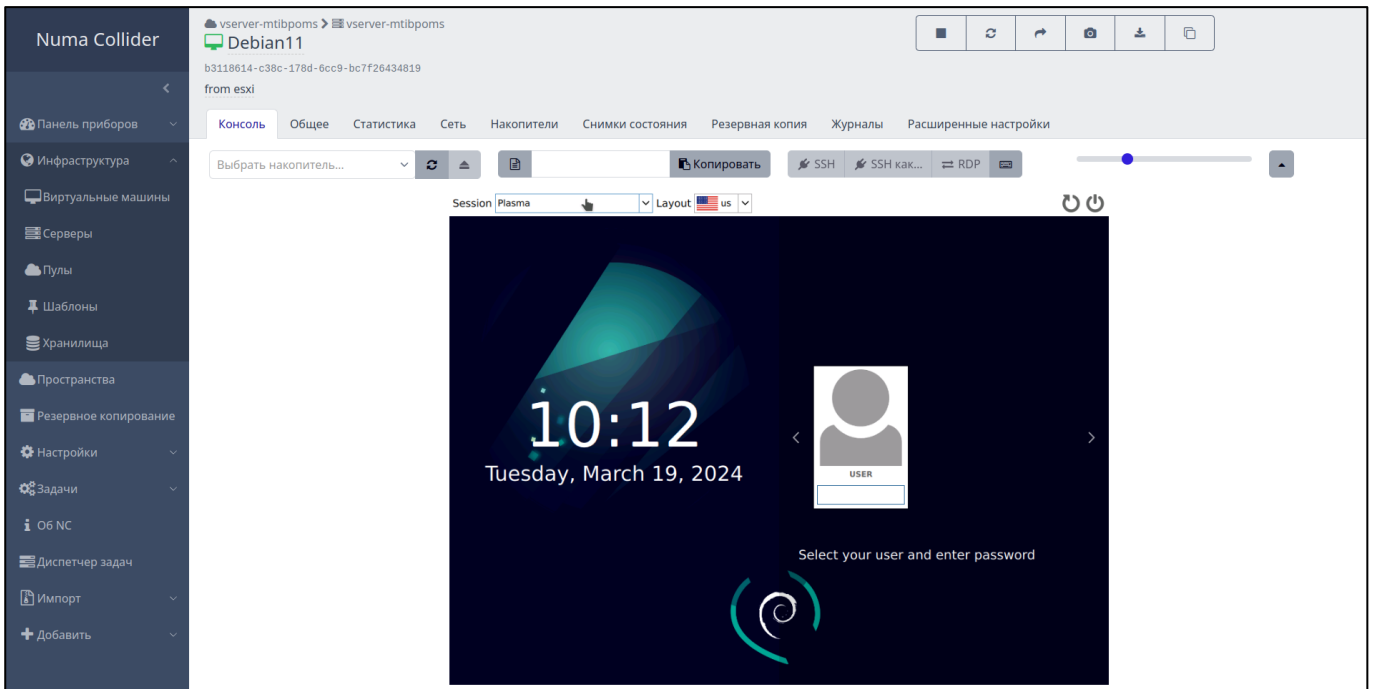 Numa Collider
Панель приборов
Инфраструктура
Виртуальные машины
Серверы
Пулы
Шаблоны
Хранилища
Пространства
Резервное копирование
Настройки
Задачи
Об NC
Диспетчер задач
Импорт
Добавить
vserver-mtibpoms vserver-mtibpoms
Debian11
b3118614-c38c-178d-6cc9-bc7f26434819
from esxi
Консоль Общее Статистика Сеть Накопители Снимки состояния Резервная копия Журналы Расширенные настройки
Выбрать накопитель... Копировать SSH SSH как... RDP
Session Plasma Layout us
10:12
Tuesday, March 19, 2024
USER
Select your user and enter password